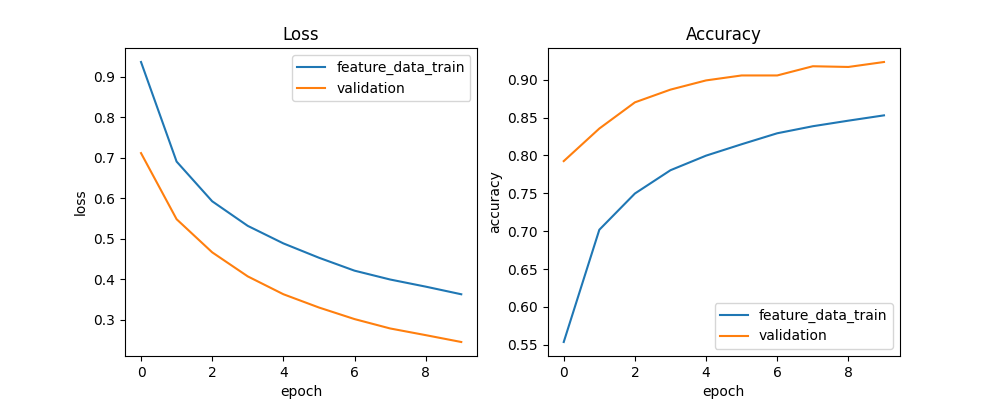 Loss
0.9
0.8
0.7
0.6
0.5
0.4
0.3
loss
feature_data_train
validation
0 2 4 6 8
epoch
Accuracy
0.90
0.85
0.80
0.75
0.70
0.65
0.60
0.55
accuracy
feature_data_train
validation
0 2 4 6 8
epoch